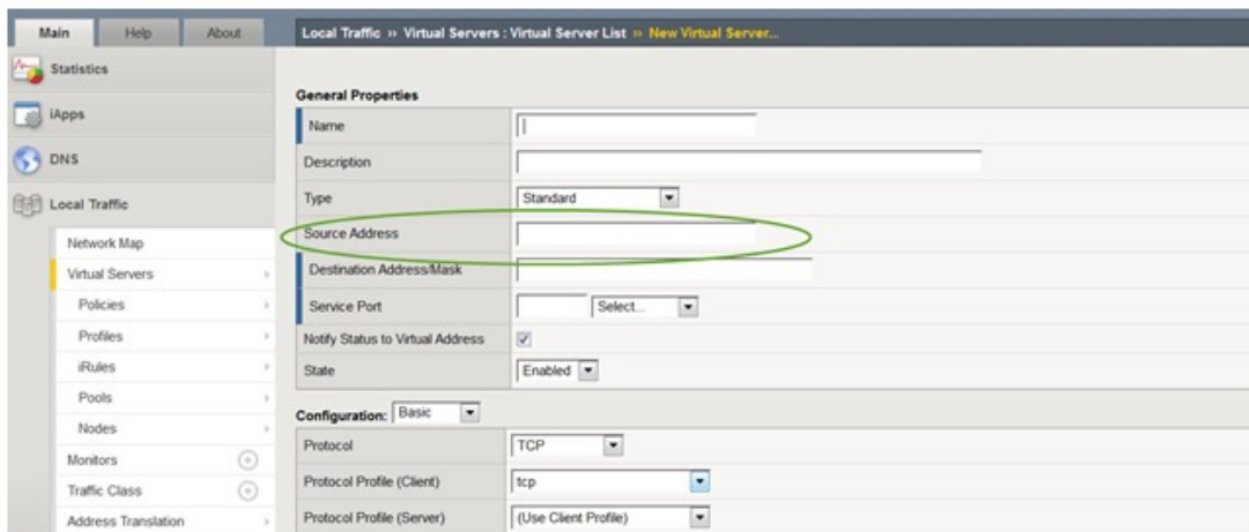 Main Help About
Local Traffic ›› Virtual Servers : Virtual Server List ›› New Virtual Server...
Statistics
iApps
DNS
Local Traffic
Network Map
Virtual Servers
Policies
Profiles
iRules
Pools
Nodes
Monitors
Traffic Class
Address Translation
General Properties
Name
Description
Type Standard
Source Address
Destination Address/Mask
Service Port Select...
Notify Status to Virtual Address
State Enabled
Configuration: Basic
Protocol TCP
Protocol Profile (Client) tcp
Protocol Profile (Server) (Use Client Profile)